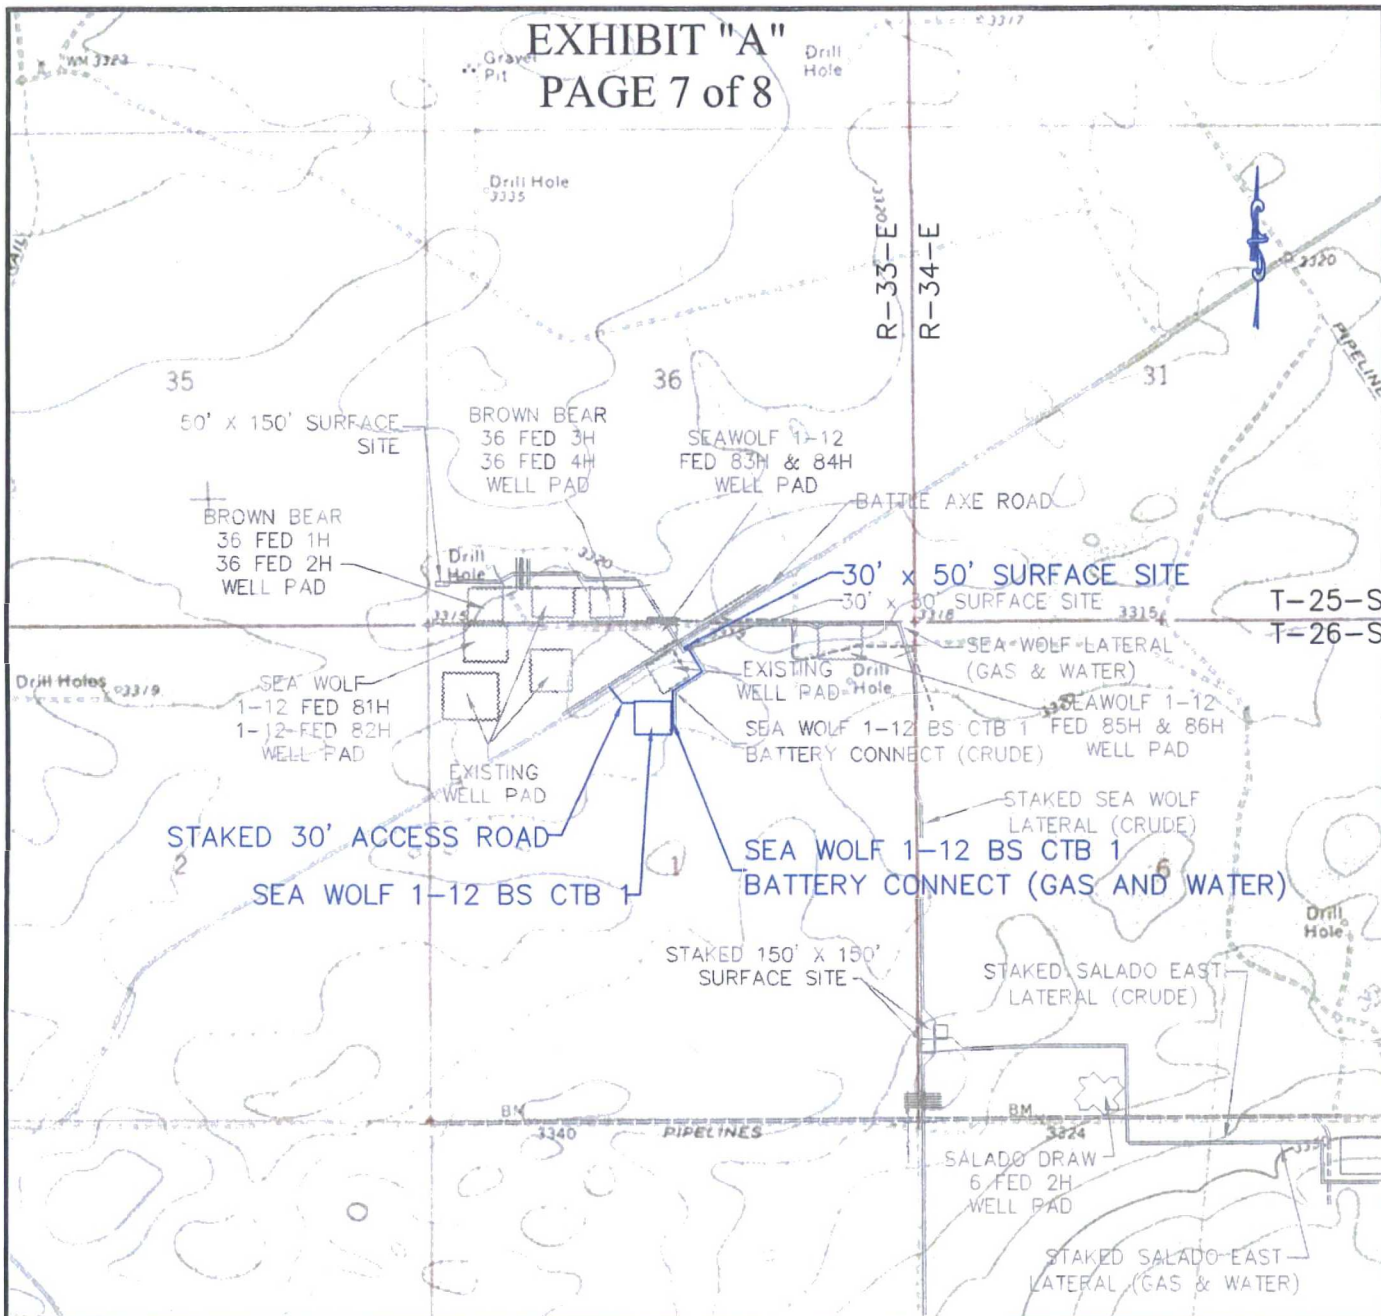 EXHIBIT "A"
PAGE 7 of 8
WM 3323
Gravel
Pit
Drill
Hole
3317
Drill Hole
3335
3320
R-33-E
R-34-E
3320
PIPELINE
35
36
31
50' X 150' SURFACE
SITE
BROWN BEAR
36 FED 3H
36 FED 4H
WELL PAD
SEAWOLF 1-12
FED 83H & 84H
WELL PAD
BATTLE AXE ROAD
BROWN BEAR
36 FED 1H
36 FED 2H
WELL PAD
Drill
Hole
3320
30' x 50' SURFACE SITE
SURFACE SITE
3315
3318
3315
T-25-S
T-26-S
SEA WOLF LATERAL
(GAS & WATER)
Drill Holes
3319
SEA WOLF
1-12 FED 81H
1-12 FED 82H
WELL PAD
EXISTING
WELL PAD
Drill
Hole
SEAWOLF 1-12
FED 85H & 86H
WELL PAD
SEA WOLF 1-12 BS CTB 1
BATTERY CONNECT (CRUDE)
EXISTING
WELL PAD
STAKED SEA WOLF
LATERAL (CRUDE)
STAKED 30' ACCESS ROAD
SEA WOLF 1-12 BS CTB 1
SEA WOLF 1-12 BS CTB 1
BATTERY CONNECT (GAS AND WATER)
2
1
6
Drill
Hole
STAKED 150' X 150'
SURFACE SITE
STAKED SALADO EAST
LATERAL (CRUDE)
BM
3340
PIPELINES
BM
3324
SALADO DRAW
6 FED 2H
WELL PAD
STAKED SALADO EAST
LATERAL (GAS & WATER)